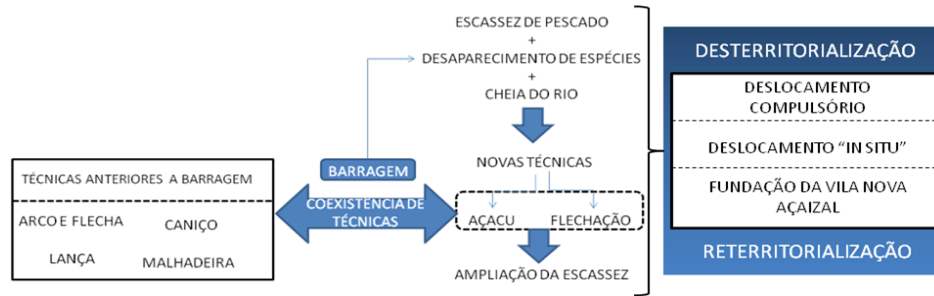 TÉCNICAS ANTERIORES A BARRAGEM
ARCO E FLECHA
CANIÇO
LANÇA
MALHADEIRA
BARRAGEM
COEXISTENCIA DE
TÉCNICAS
ESCASSEZ DE PESCADO
+
DESAPARECIMENTO DE ESPÉCIES
+
CHEIA DO RIO
NOVAS TÉCNICAS
AÇACU
FLECHAÇÃO
AMPLIAÇÃO DA ESCASSEZ
DESTERRITORIALIZAÇÃO
DESLOCAMENTO
COMPULSÓRIO
DESLOCAMENTO “IN SITU”
FUNDAÇÃO DA VILA NOVA
AÇAIZAL
RETERRITORIALIZAÇÃO